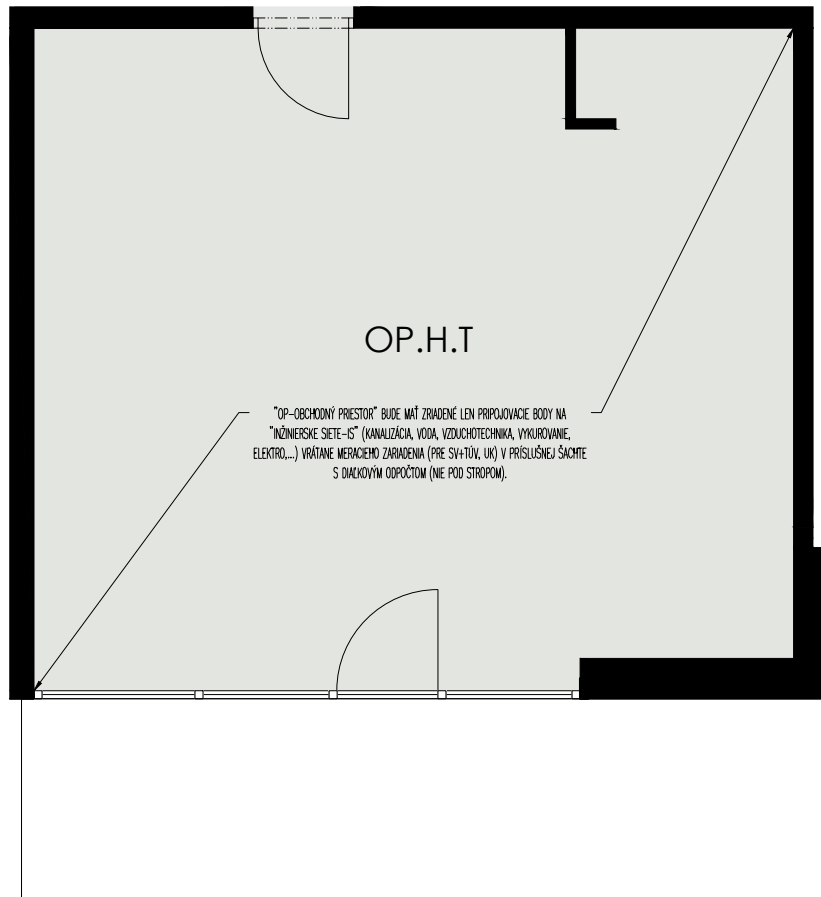 OP.H.T
"OP-OBCHODNÝ PRIESTOR" BUDE MAŤ ZRIADENÉ LEN PRIPOJOVACIE BODY NA
"INŽINIERSKE SIETE-IS" (KANALIZÁCIA, VODA, VZDUCHOTECHNIKA, VYKUROVANIE,
ELEKTRO,...) VRÁTANE MERACIEHO ZARIADENIA (PRE SV+TÚV, UK) V PRÍSLUŠNEJ ŠACHTE
S DIAĽKOVÝM ODPOČTOM (NIE POD STROPOM).